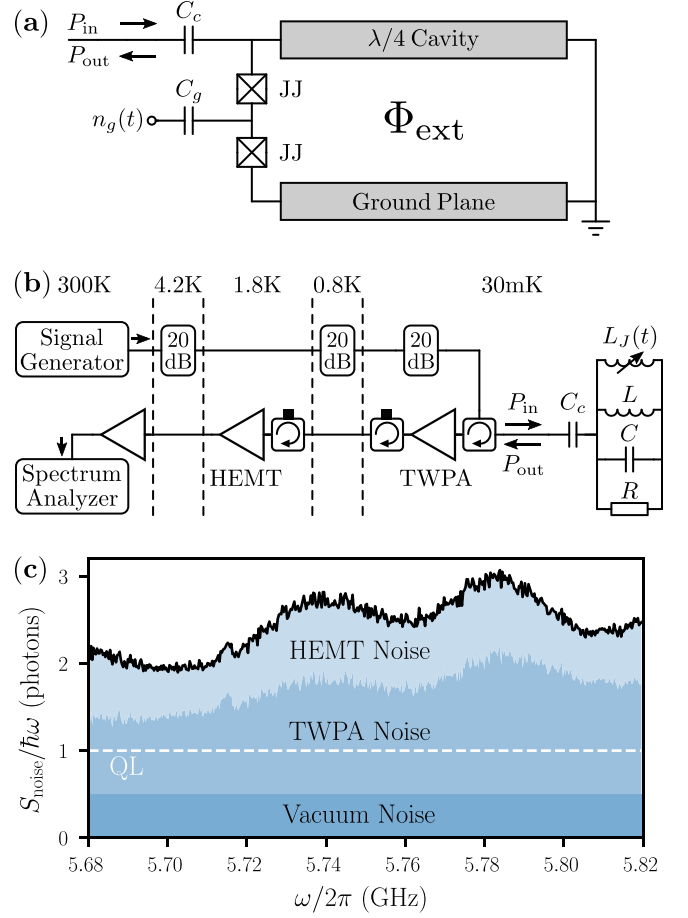 (a)
P_in
C_c
λ/4 Cavity
P_out
JJ
C_g
n_g(t)
Φ_ext
JJ
Ground Plane
(b)
300K
4.2K
1.8K
0.8K
30mK
Signal
Generator
20
dB
20
dB
20
dB
L_J(t)
P_in
C_c
L
P_out
C
HEMT
TWPA
R
Spectrum
Analyzer
(c)
3
HEMT Noise
2
TWPA Noise
1
QL
Vacuum Noise
0
S_noise/ℏω (photons)
5.68
5.70
5.72
5.74
5.76
5.78
5.80
5.82
ω/2π (GHz)